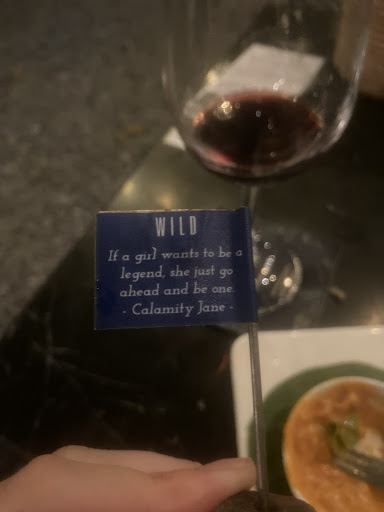 WILD
If a girl wants to be a
legend, she just go
ahead and be one.
- Calamity Jane -